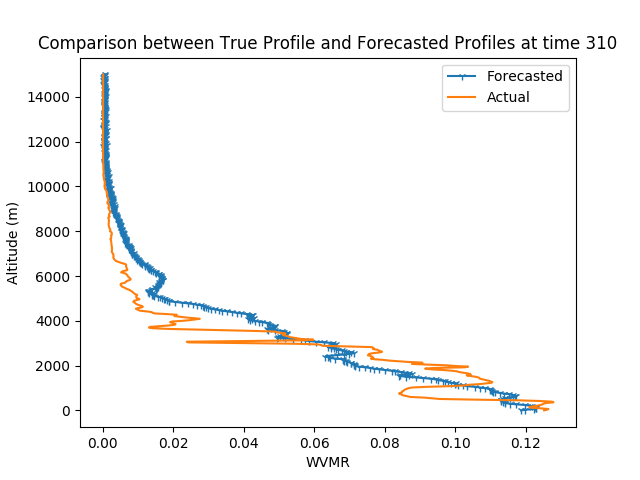 Comparison between True Profile and Forecasted Profiles at time 310
Forecasted
Actual
14000
12000
10000
8000
6000
4000
2000
0
Altitude (m)
0.00 0.02 0.04 0.06 0.08 0.10 0.12
WVMR